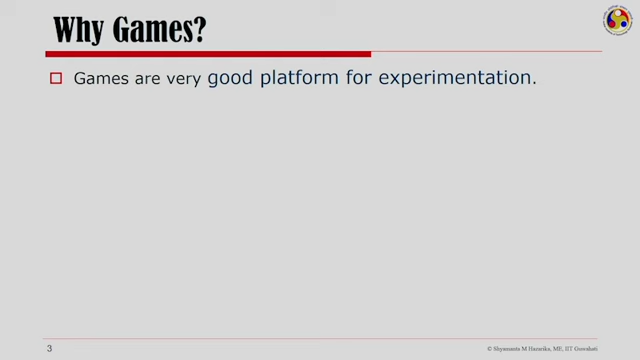 Why Games?
Games are very good platform for experimentation.
3
© Shyamanta M Hazarika, ME, IIT Guwahati